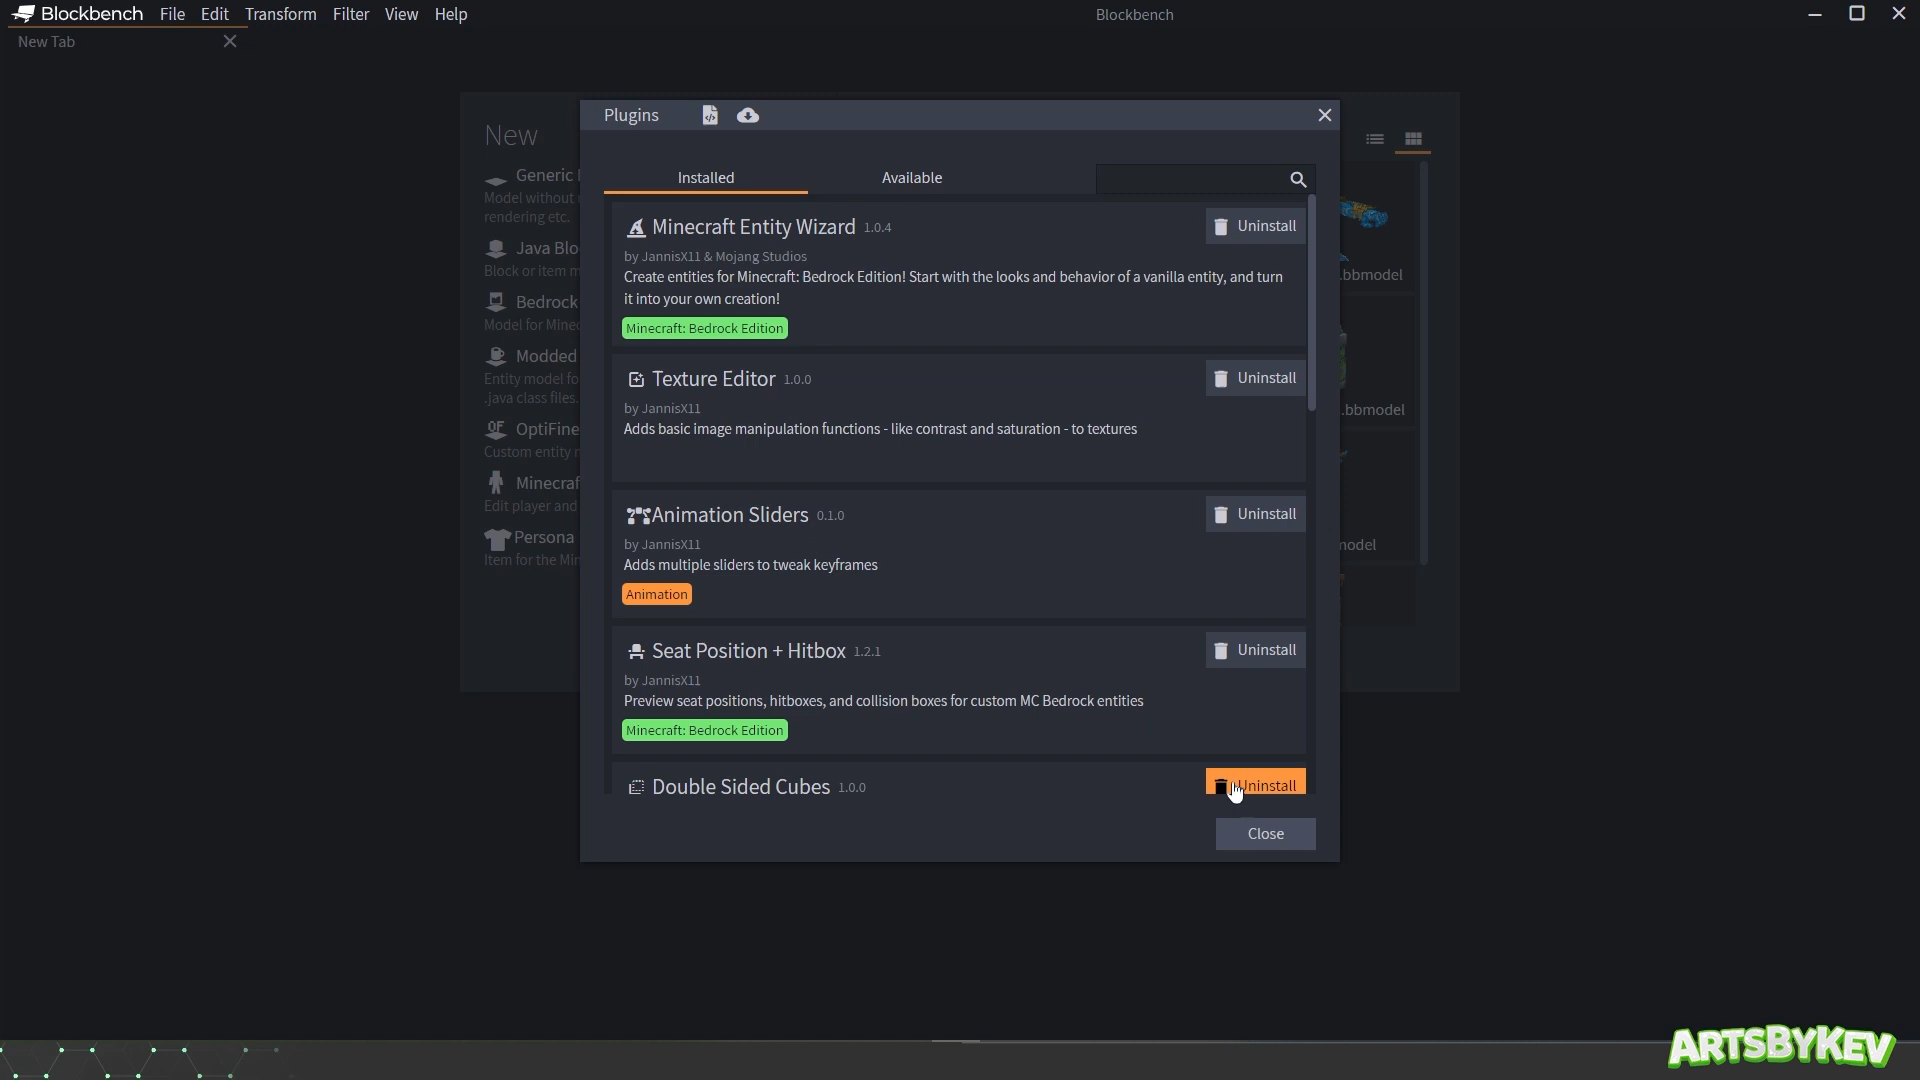 Blockbench File Edit Transform Filter View Help
Blockbench
New Tab
New
Generic
Model without
rendering etc.
Java Blo
Block or item m
Bedrock
Model for Minec
Modded
Entity model fo
.java class files.
OptiFine
Custom entity
Minecraf
Edit player and
Persona
Item for the Min
Plugins
Installed
Available
Minecraft Entity Wizard 1.0.4
Uninstall
by JannisX11 & Mojang Studios
Create entities for Minecraft: Bedrock Edition! Start with the looks and behavior of a vanilla entity, and turn
it into your own creation!
Minecraft: Bedrock Edition
Texture Editor 1.0.0
Uninstall
by JannisX11
Adds basic image manipulation functions - like contrast and saturation - to textures
Animation Sliders 0.1.0
Uninstall
by JannisX11
Adds multiple sliders to tweak keyframes
Animation
Seat Position + Hitbox 1.2.1
Uninstall
by JannisX11
Preview seat positions, hitboxes, and collision boxes for custom MC Bedrock entities
Minecraft: Bedrock Edition
Double Sided Cubes 1.0.0
Uninstall
Close
.bbmodel
.bbmodel
model
ARTSBYKEV